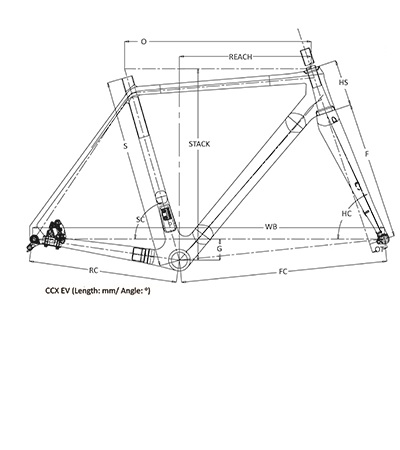 O
REACH
HS
S
STACK
F
SC
HC
WB
G
OT
RC
FC
CCX EV (Length: mm/ Angle: º)